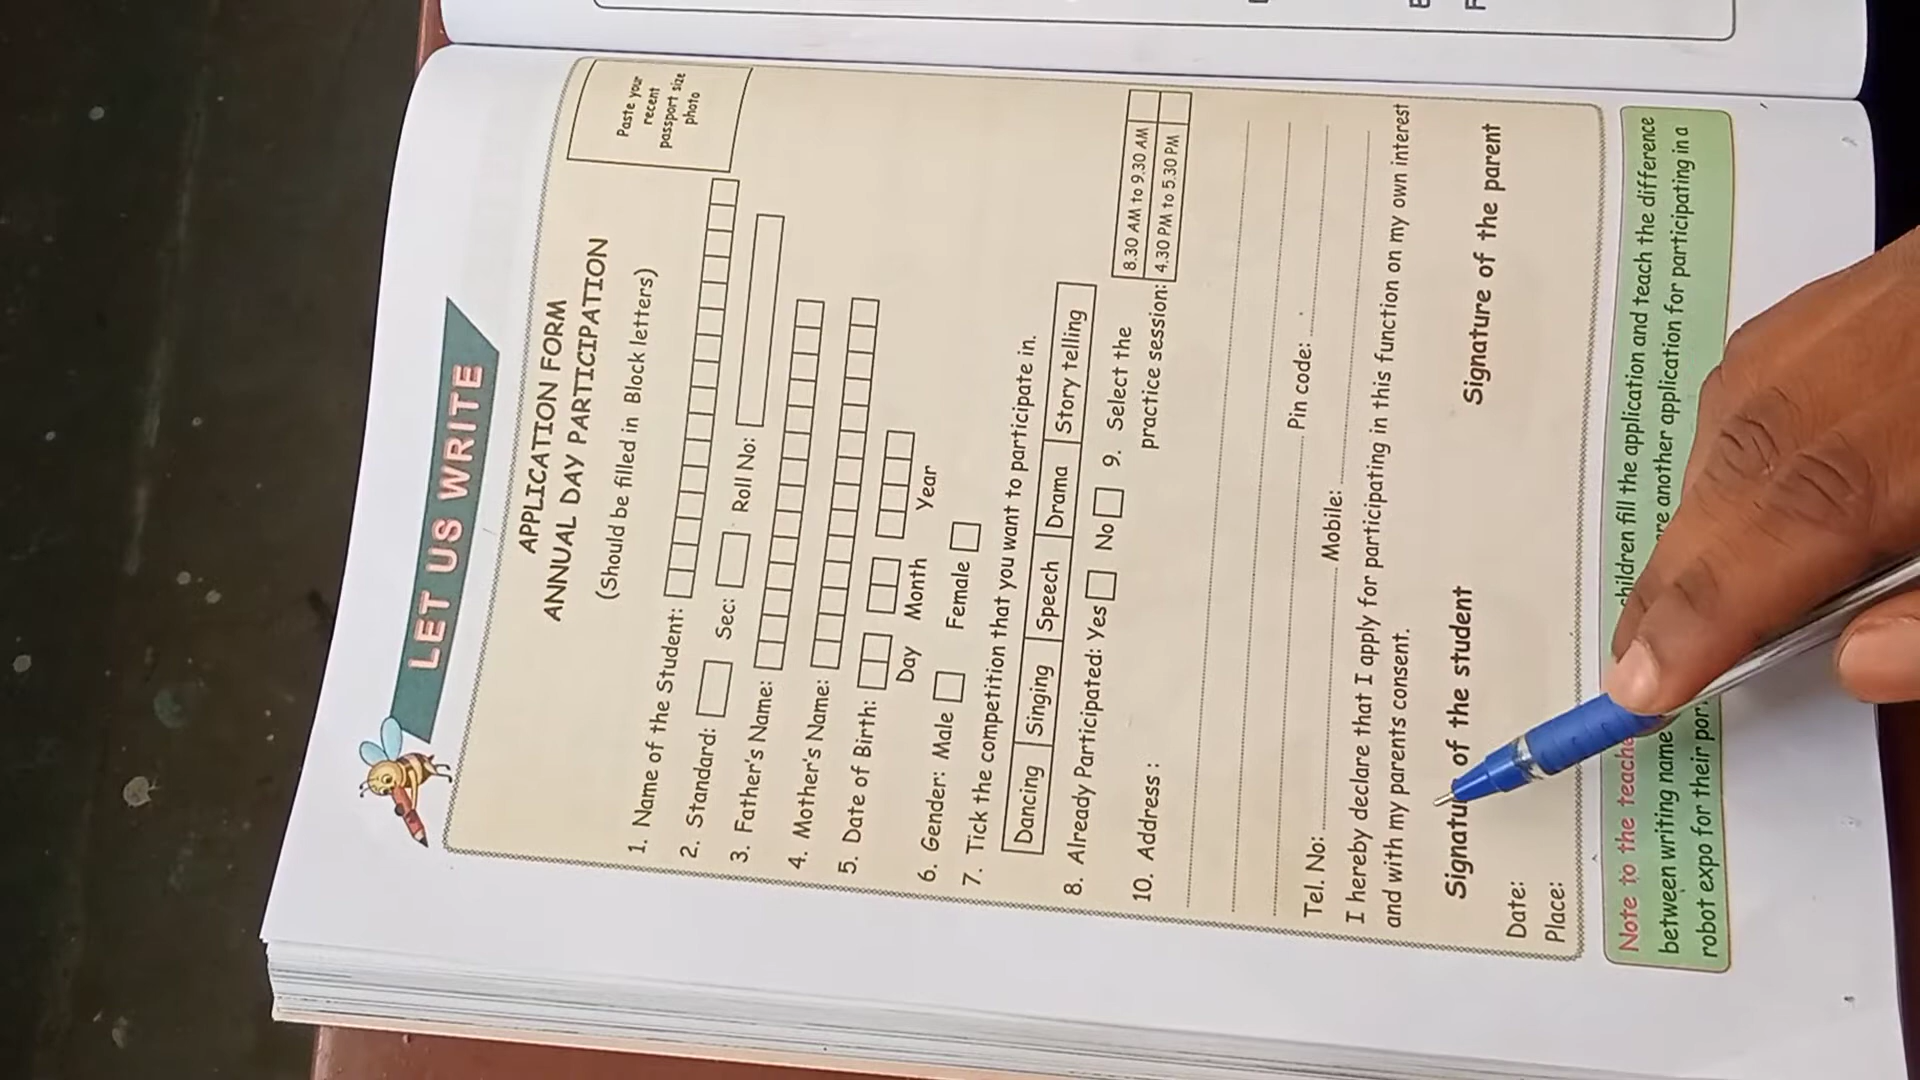 LET US WRITE
APPLICATION FORM
ANNUAL DAY PARTICIPATION
(Should be filled in Block letters)
Paste your
recent
passport size
photo
1. Name of the Student:
2. Standard: Sec: Roll No:
3. Father's Name:
4. Mother's Name:
5. Date of Birth:
Day Month Year
6. Gender: Male Female
7. Tick the competition that you want to participate in.
Dancing Singing Speech Drama Story telling
8. Already Participated: Yes No 9. Select the
practice session:
8.30 AM to 9.30 AM
4.30 PM to 5.30 PM
10. Address :
Pin code:
Tel. No: Mobile:
I hereby declare that I apply for participating in this function on my own interest
and with my parents consent.
Signature of the student Signature of the parent
Date:
Place:
Note to the children fill the application and teach the difference
between writing name another application for participating in a
robot expo for their